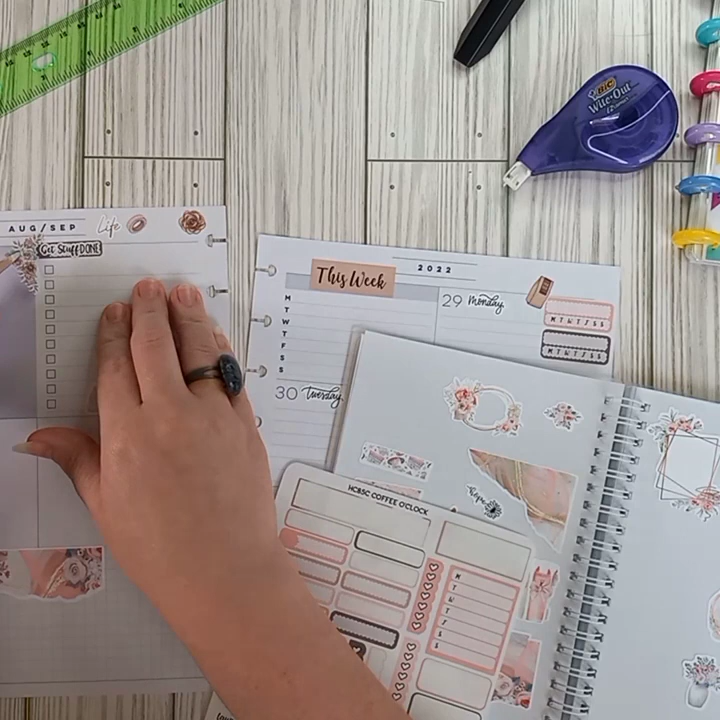 AUG/SEP
Life
Get Stuff DONE
2022
This Week
M
T
W
T
F
S
S
29 Monday
M T W T F S S
M T W T F S S
30 Tuesday
BIC
Wite-Out
HCBSC COFFEE O'CLOCK
M
T
W
T
F
S
S
hope